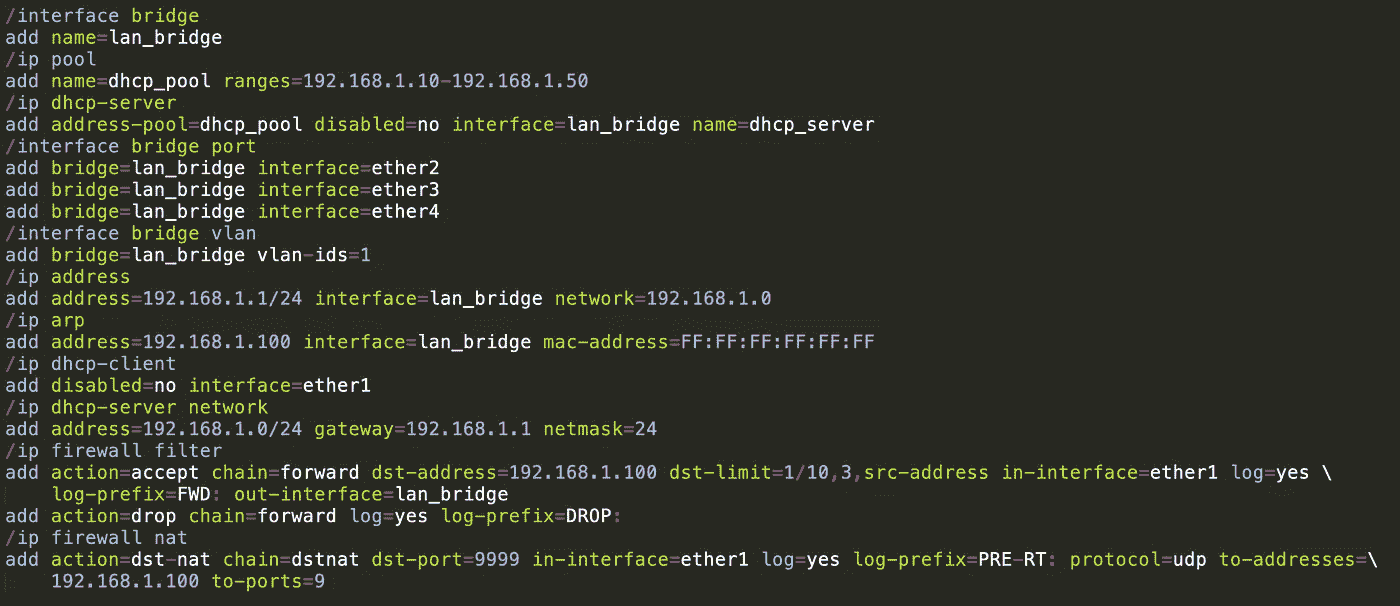 /interface bridge
add name=lan_bridge
/ip pool
add name=dhcp_pool ranges=192.168.1.10-192.168.1.50
/ip dhcp-server
add address-pool=dhcp_pool disabled=no interface=lan_bridge name=dhcp_server
/interface bridge port
add bridge=lan_bridge interface=ether2
add bridge=lan_bridge interface=ether3
add bridge=lan_bridge interface=ether4
/interface bridge vlan
add bridge=lan_bridge vlan-ids=1
/ip address
add address=192.168.1.1/24 interface=lan_bridge network=192.168.1.0
/ip arp
add address=192.168.1.100 interface=lan_bridge mac-address=FF:FF:FF:FF:FF:FF
/ip dhcp-client
add disabled=no interface=ether1
/ip dhcp-server network
add address=192.168.1.0/24 gateway=192.168.1.1 netmask=24
/ip firewall filter
add action=accept chain=forward dst-address=192.168.1.100 dst-limit=1/10,3,src-address in-interface=ether1 log=yes \
    log-prefix=FWD: out-interface=lan_bridge
add action=drop chain=forward log=yes log-prefix=DROP:
/ip firewall nat
add action=dst-nat chain=dstnat dst-port=9999 in-interface=ether1 log=yes log-prefix=PRE-RT: protocol=udp to-addresses=\
    192.168.1.100 to-ports=9